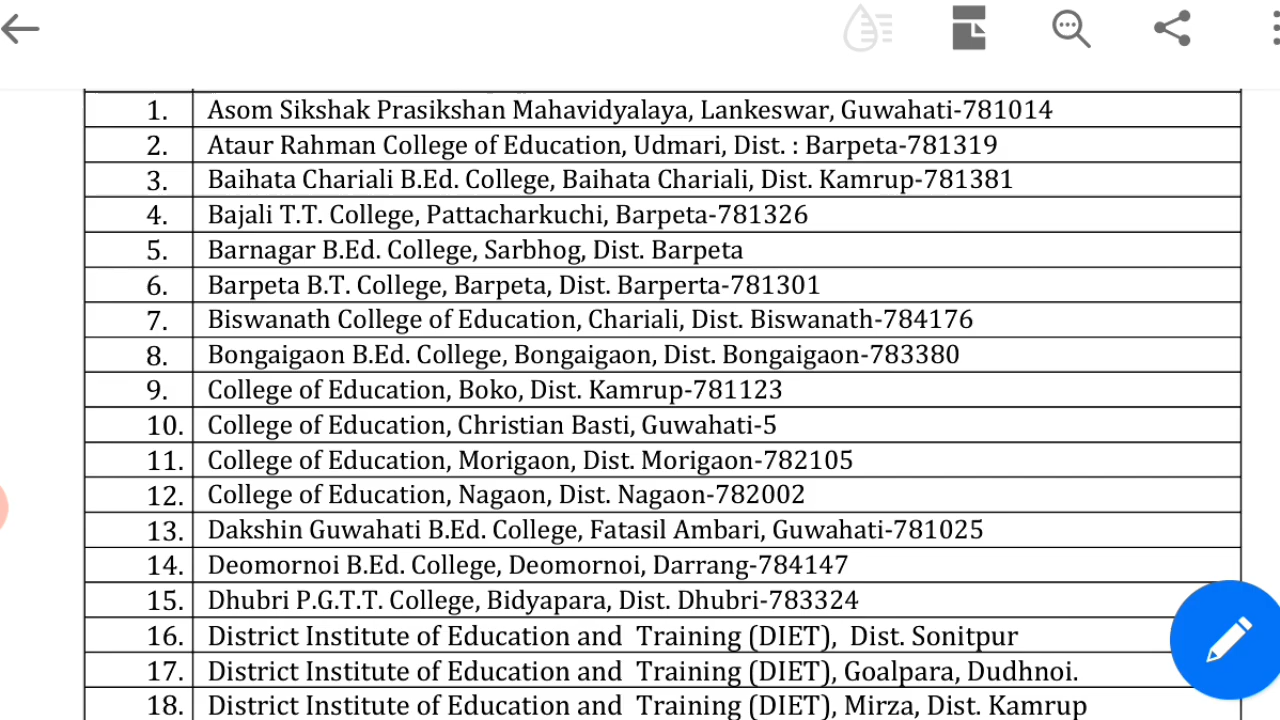 1. Asom Sikshak Prasikshan Mahavidyalaya, Lankeswar, Guwahati-781014
2. Ataur Rahman College of Education, Udmari, Dist. : Barpeta-781319
3. Baihata Chariali B.Ed. College, Baihata Chariali, Dist. Kamrup-781381
4. Bajali T.T. College, Pattacharkuchi, Barpeta-781326
5. Barnagar B.Ed. College, Sarbhog, Dist. Barpeta
6. Barpeta B.T. College, Barpeta, Dist. Barperta-781301
7. Biswanath College of Education, Chariali, Dist. Biswanath-784176
8. Bongaigaon B.Ed. College, Bongaigaon, Dist. Bongaigaon-783380
9. College of Education, Boko, Dist. Kamrup-781123
10. College of Education, Christian Basti, Guwahati-5
11. College of Education, Morigaon, Dist. Morigaon-782105
12. College of Education, Nagaon, Dist. Nagaon-782002
13. Dakshin Guwahati B.Ed. College, Fatasil Ambari, Guwahati-781025
14. Deomornoi B.Ed. College, Deomornoi, Darrang-784147
15. Dhubri P.G.T.T. College, Bidyapara, Dist. Dhubri-783324
16. District Institute of Education and Training (DIET), Dist. Sonitpur
17. District Institute of Education and Training (DIET), Goalpara, Dudhnoi.
18. District Institute of Education and Training (DIET), Mirza, Dist. Kamrup